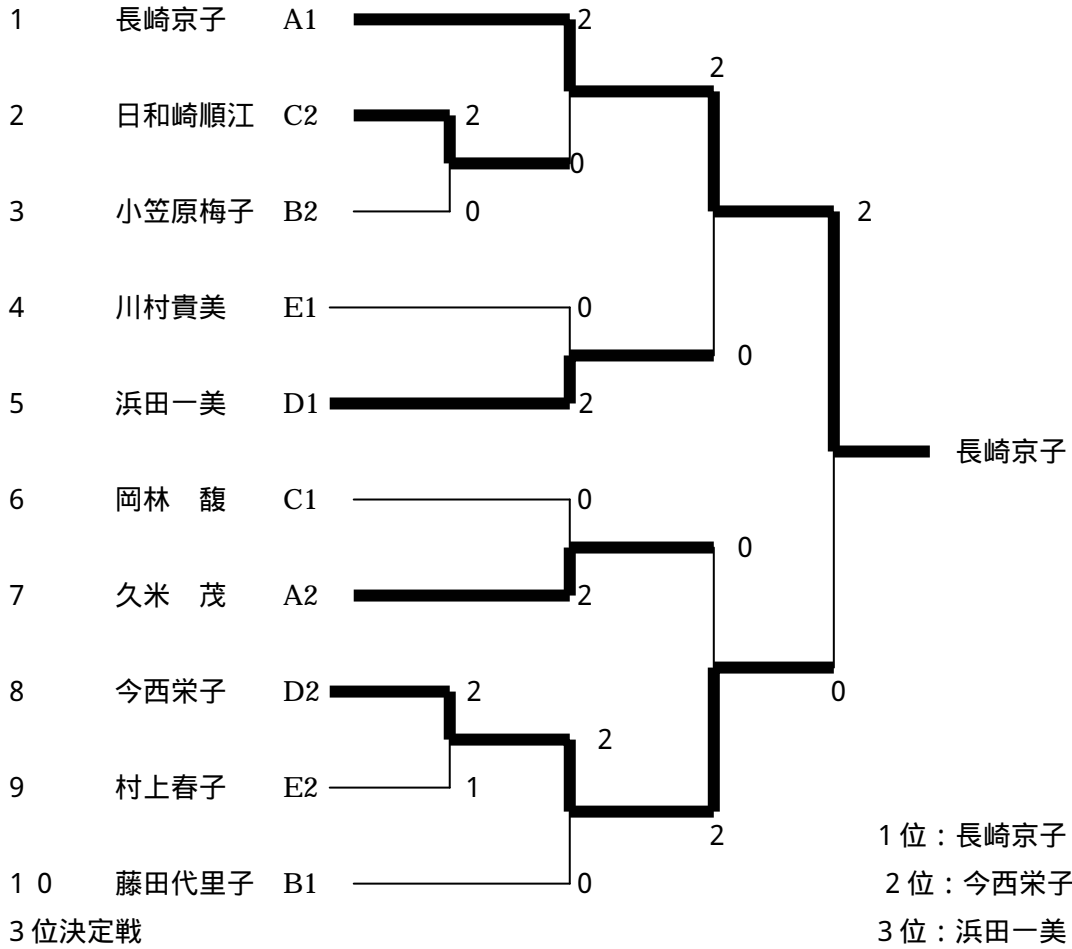 1 長崎京子 A1 2
2
2 日和崎順江 C2 2
0
3 小笠原梅子 B2 0 2
4 川村貴美 E1 0
0
5 浜田一美 D1 2
長崎京子
6 岡林　馥 C1 0
0
7 久米　茂 A2 2
8 今西栄子 D2 2 0
2
9 村上春子 E2 1
2 1位：長崎京子
10 藤田代里子 B1 0 2位：今西栄子
3位決定戦 3位：浜田一美